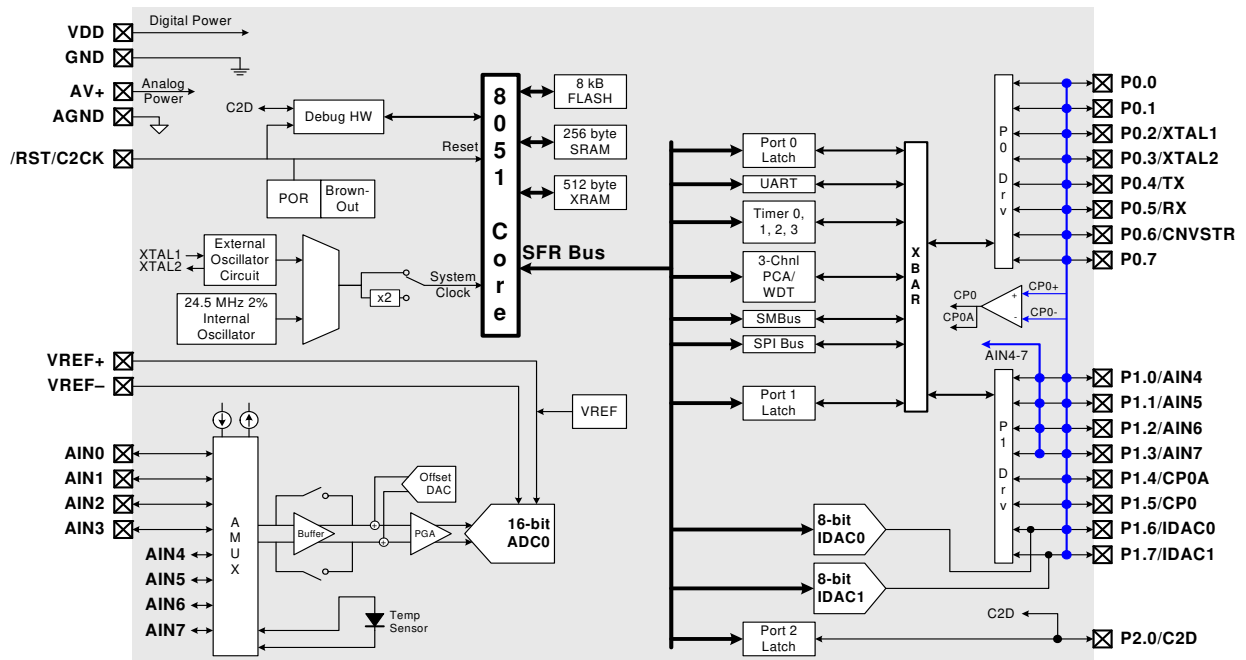 VDD
Digital Power
GND
AV+
Analog
Power
AGND
C2D
Debug HW
/RST/C2CK
Reset
POR
Brown-
Out
XTAL1
XTAL2
External
Oscillator
Circuit
24.5 MHz 2%
Internal
Oscillator
x2
System
Clock
8
0
5
1
C
o
r
e
8 kB
FLASH
256 byte
SRAM
512 byte
XRAM
SFR Bus
VREF+
VREF–
VREF
AIN0
AIN1
AIN2
AIN3
AIN4
AIN5
AIN6
AIN7
A
M
U
X
Buffer
+
+
Offset
DAC
PGA
16-bit
ADC0
Temp
Sensor
Port 0
Latch
UART
Timer 0,
1, 2, 3
3-Chnl
PCA/
WDT
SMBus
SPI Bus
Port 1
Latch
8-bit
IDAC0
8-bit
IDAC1
Port 2
Latch
X
B
A
R
P
0
D
r
v
CP0
CP0A
+
-
CP0+
CP0-
AIN4-7
P
1
D
r
v
C2D
P0.0
P0.1
P0.2/XTAL1
P0.3/XTAL2
P0.4/TX
P0.5/RX
P0.6/CNVSTR
P0.7
P1.0/AIN4
P1.1/AIN5
P1.2/AIN6
P1.3/AIN7
P1.4/CP0A
P1.5/CP0
P1.6/IDAC0
P1.7/IDAC1
P2.0/C2D